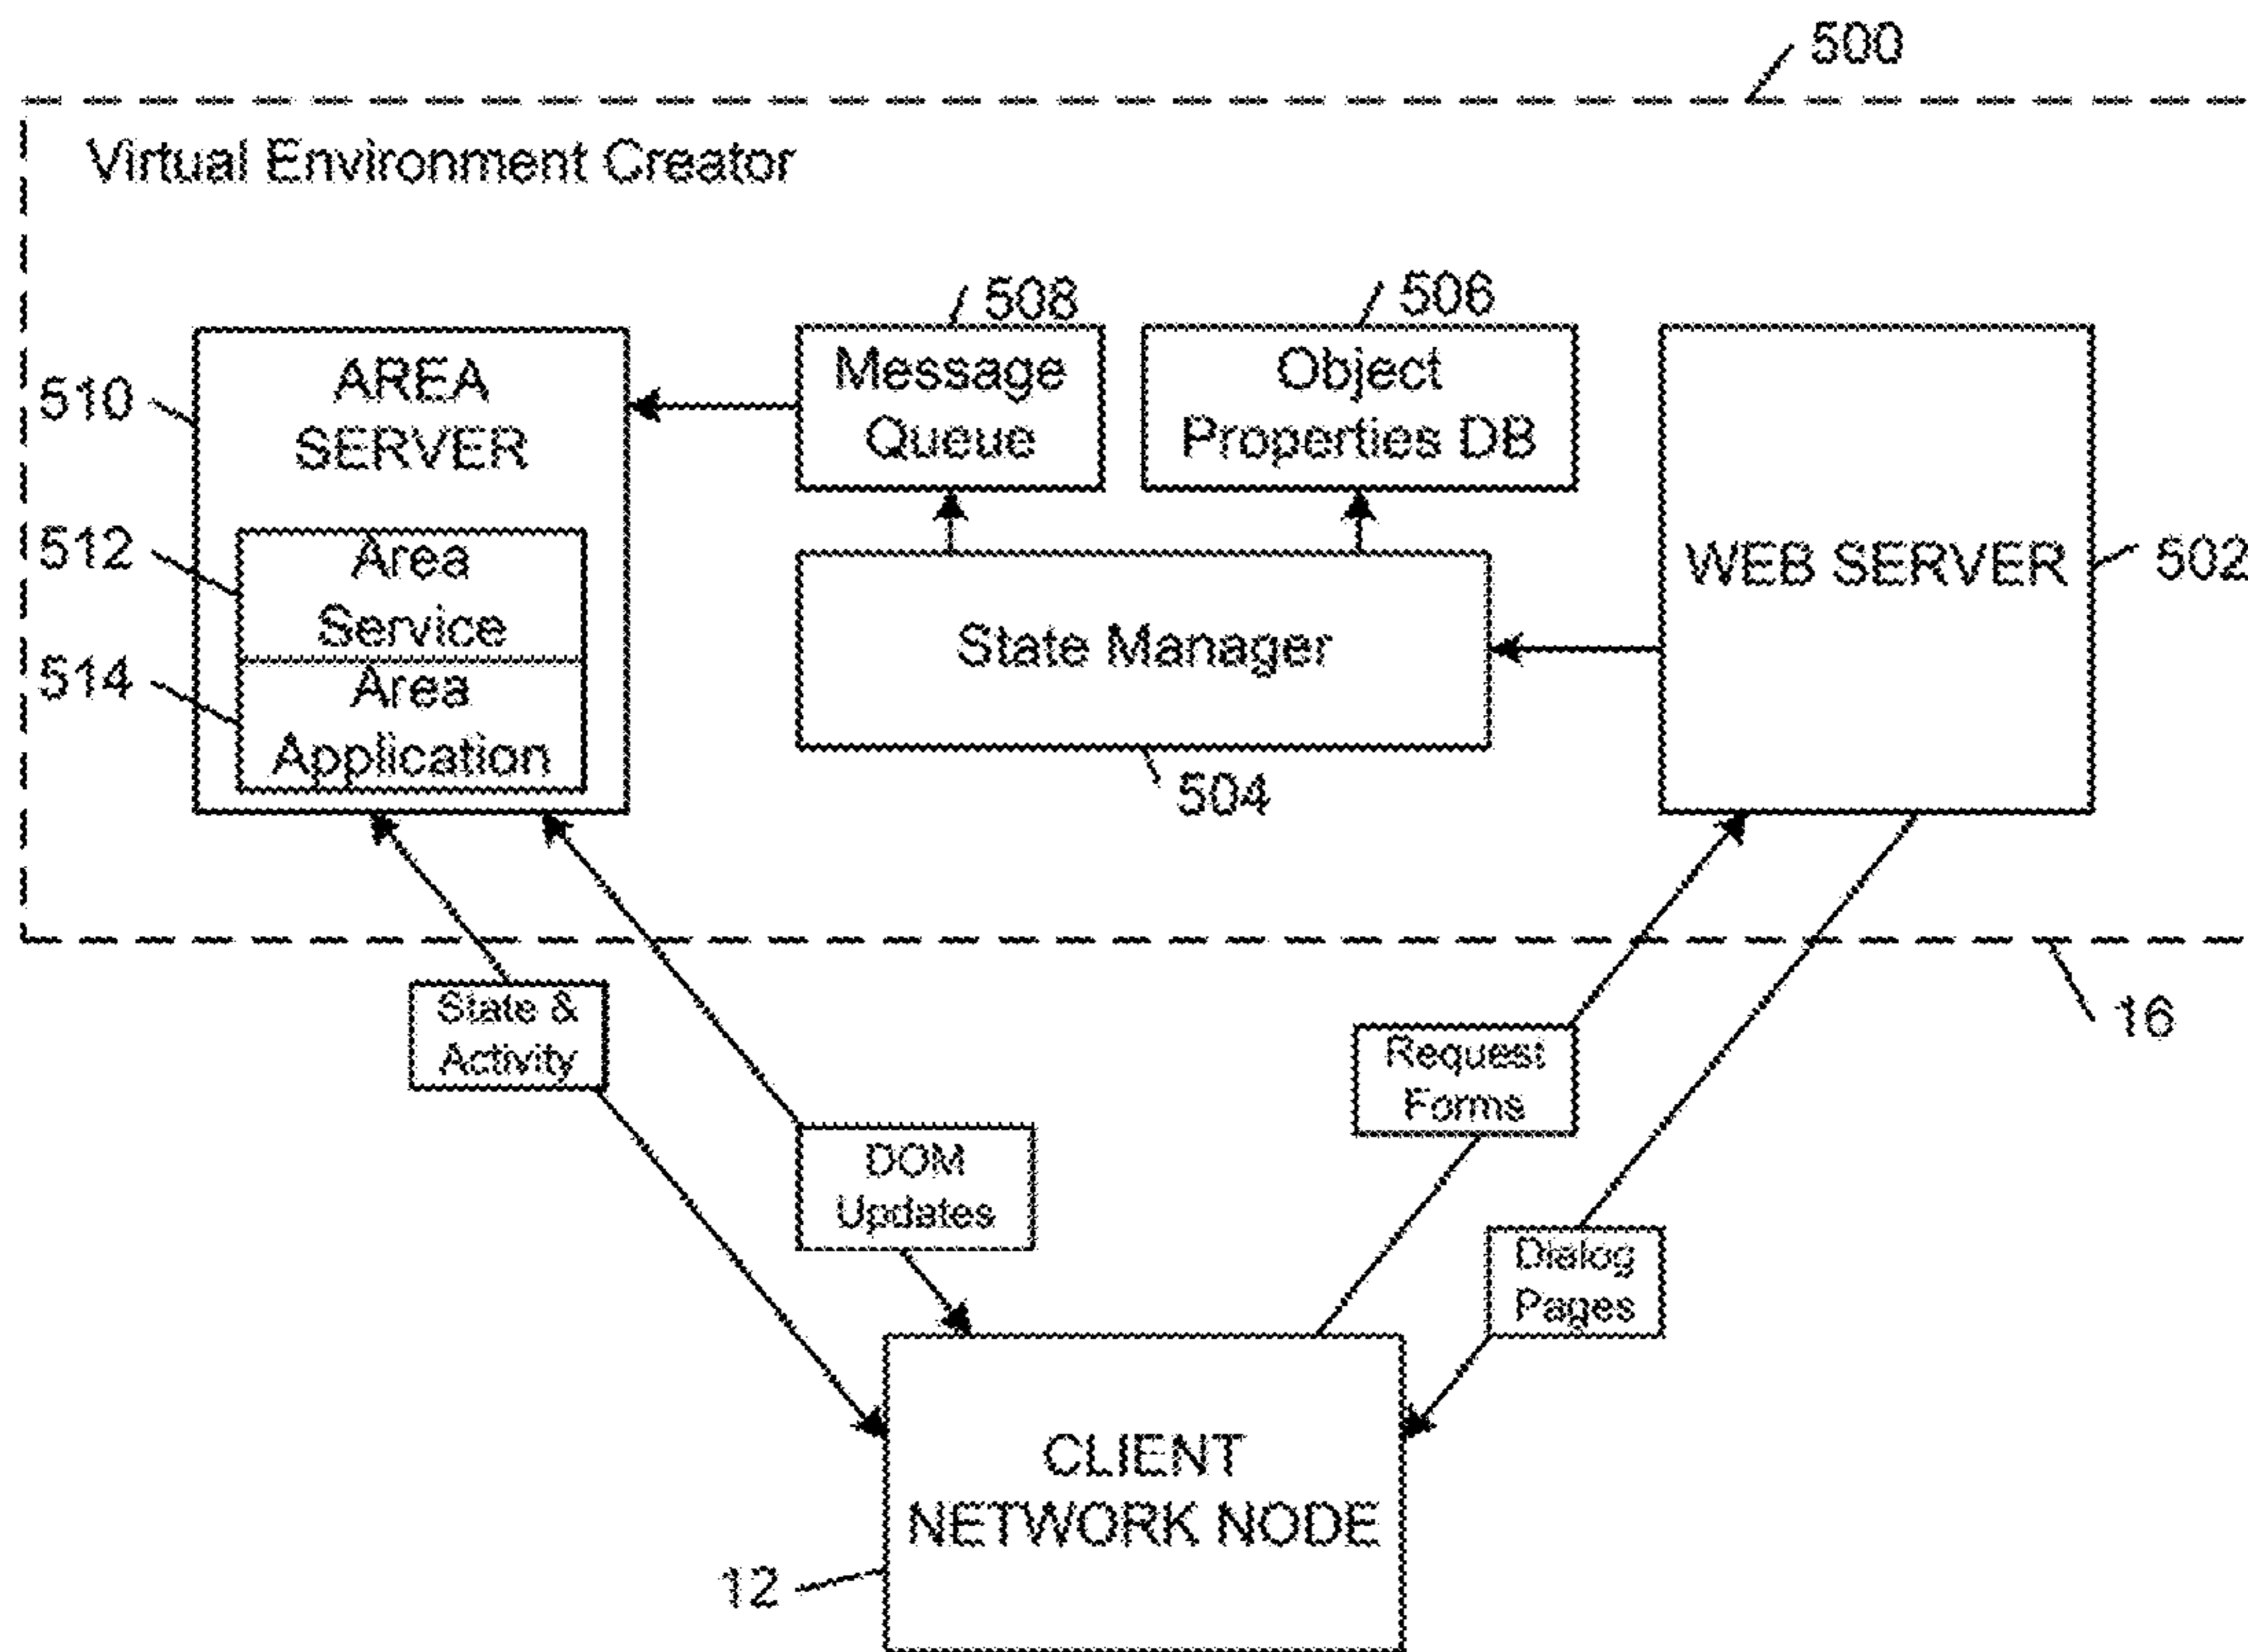 500
Virtual Environment Creator
508
506
510
AREA
SERVER
Message
Queue
Object
Properties DB
512
Area
Service
WEB SERVER
502
514
Area
Application
State Manager
504
State &
Activity
16
Request
Forms
DOM
Updates
Dialog
Pages
CLIENT
NETWORK NODE
12